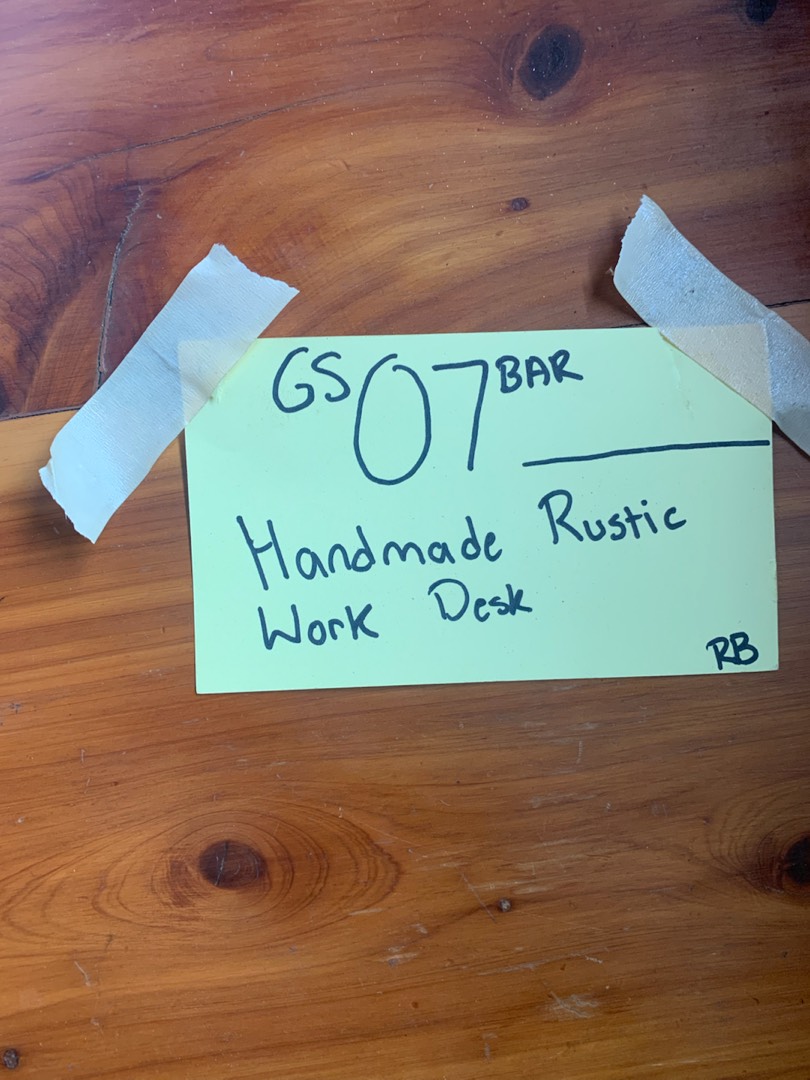 GS 07 BAR
Handmade Rustic
Work Desk
RB